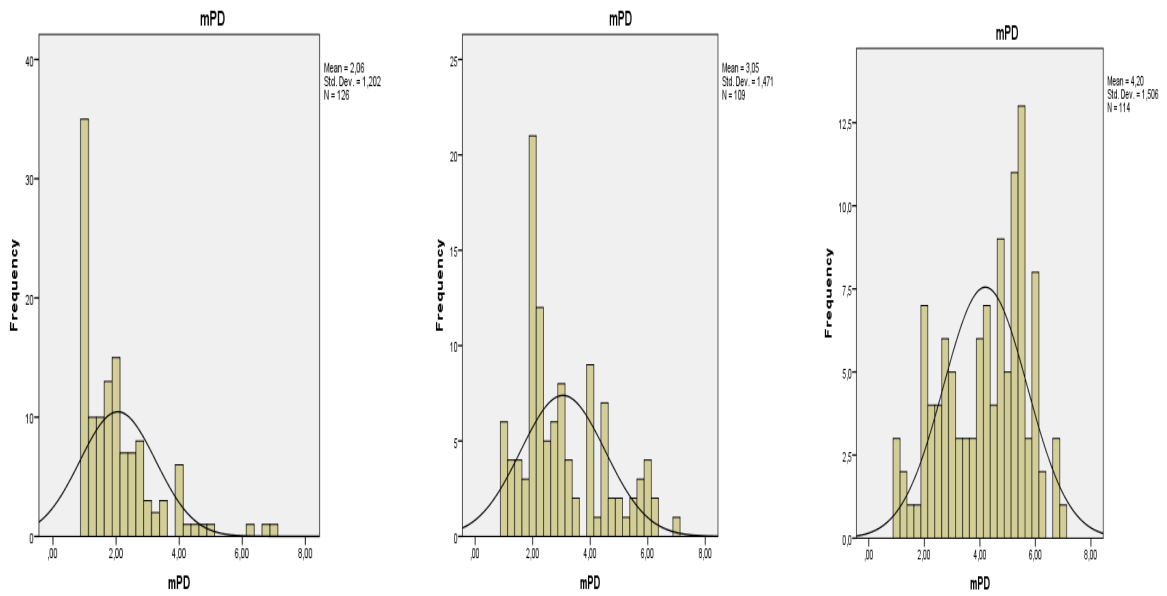 mPD
Mean = 2,06
Std. Dev. = 1,202
N = 126
40
30
20
10
0
Frequency
,00 2,00 4,00 6,00 8,00
mPD
mPD
Mean = 3,05
Std. Dev. = 1,471
N = 109
25
20
15
10
5
0
Frequency
,00 2,00 4,00 6,00 8,00
mPD
mPD
Mean = 4,20
Std. Dev. = 1,506
N = 114
12,5
10,0
7,5
5,0
2,5
0,0
Frequency
,00 2,00 4,00 6,00 8,00
mPD